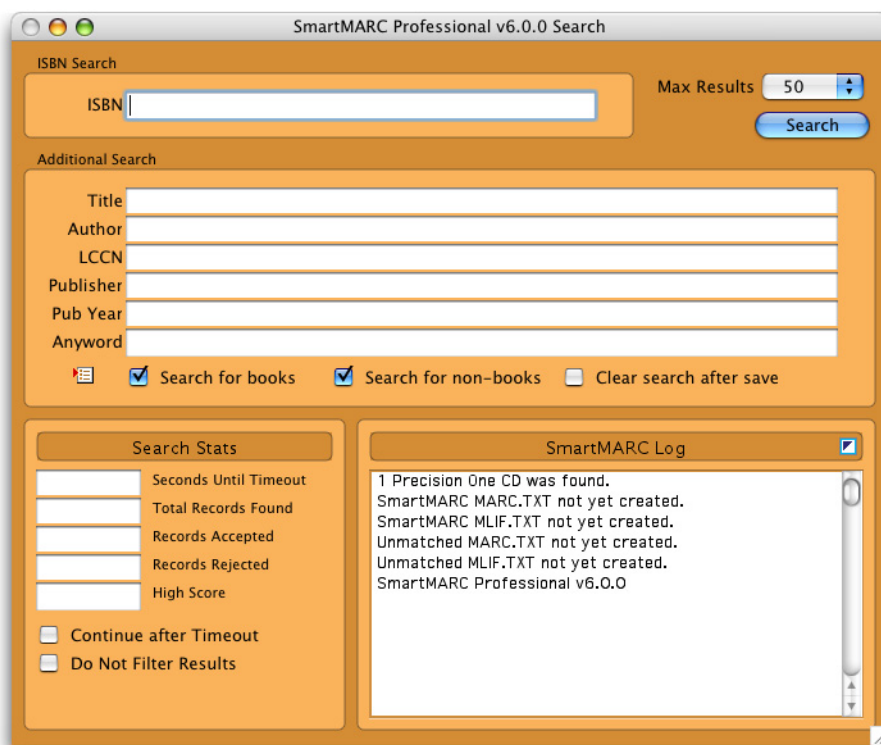 SmartMARC Professional v6.0.0 Search
ISBN Search
ISBN
Max Results 50
Search
Additional Search
Title
Author
LCCN
Publisher
Pub Year
Anyword
Search for books Search for non-books Clear search after save
Search Stats
Seconds Until Timeout
Total Records Found
Records Accepted
Records Rejected
High Score
Continue after Timeout
Do Not Filter Results
SmartMARC Log
1 Precision One CD was found.
SmartMARC MARC.TXT not yet created.
SmartMARC MLIF.TXT not yet created.
Unmatched MARC.TXT not yet created.
Unmatched MLIF.TXT not yet created.
SmartMARC Professional v6.0.0